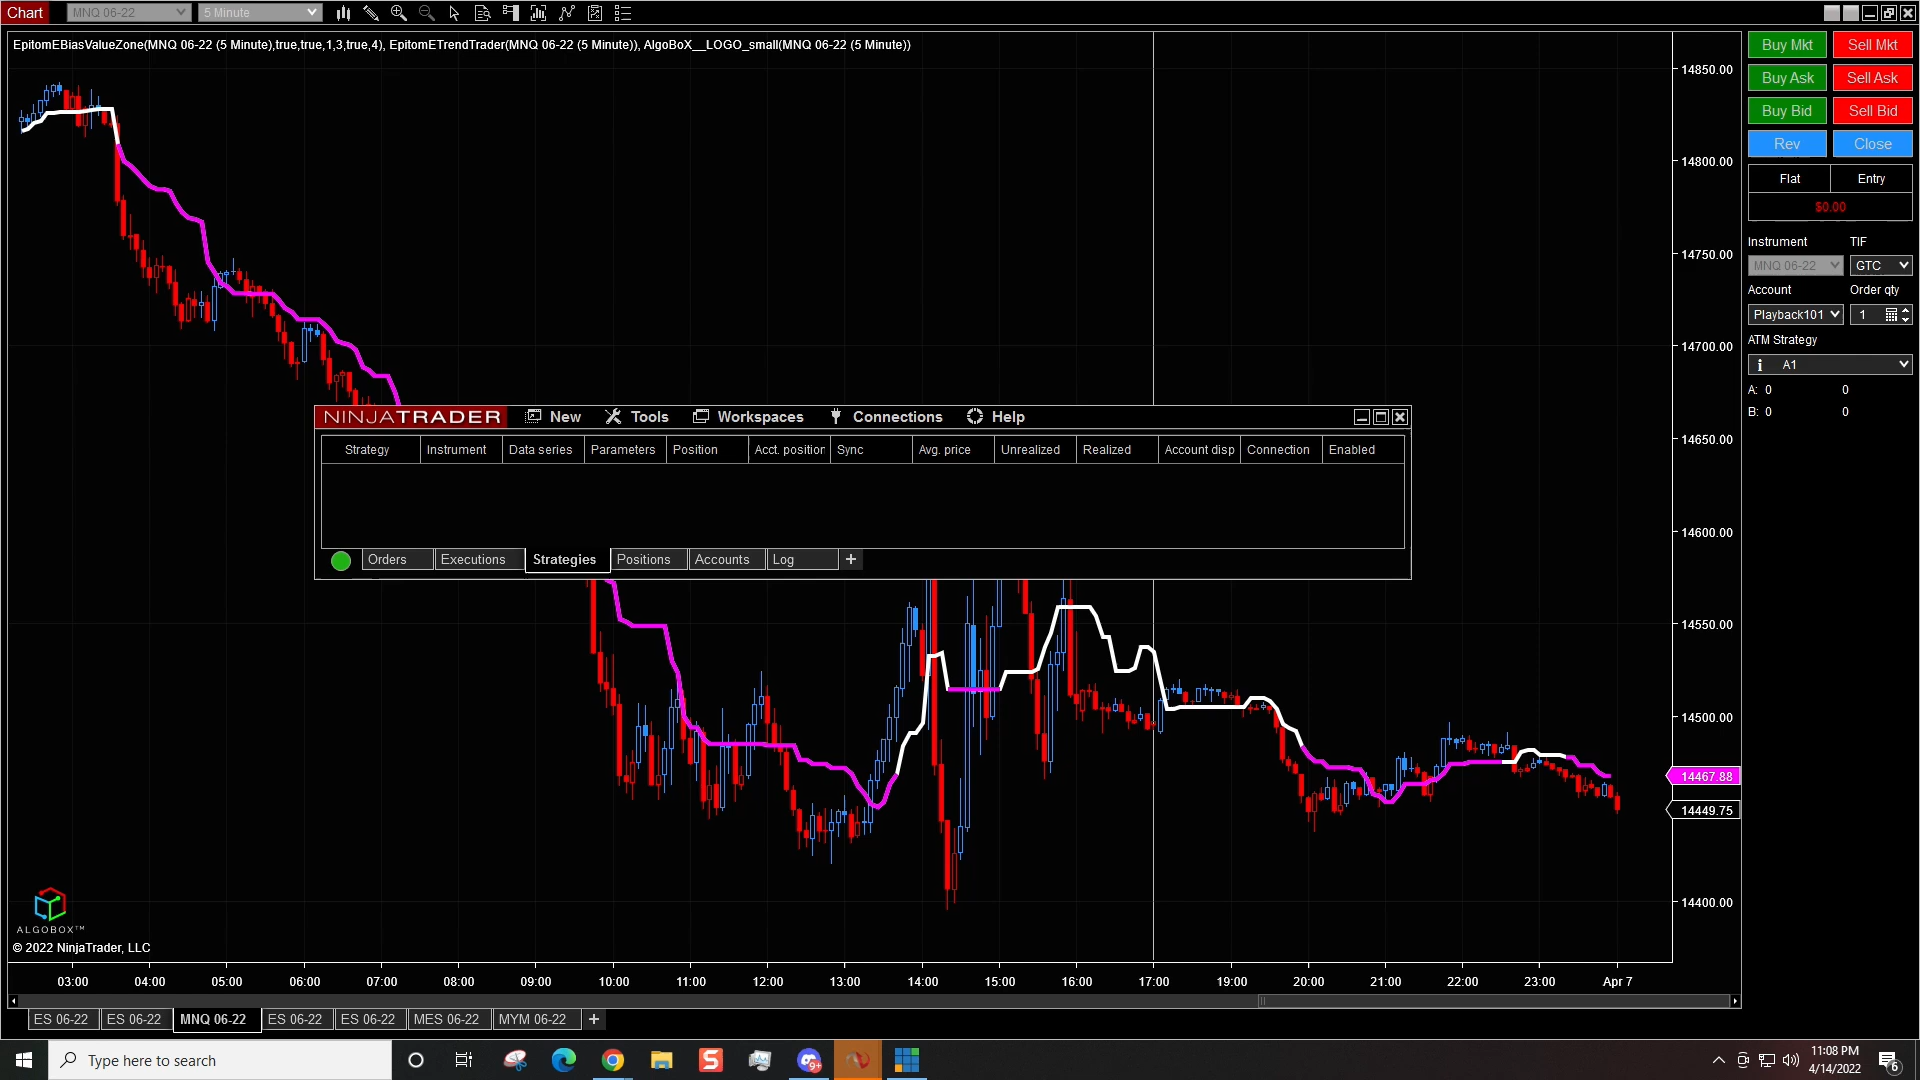 Chart MNQ 06-22 5 Minute
EpitomEBiasValueZone(MNQ 06-22 (5 Minute),true,true,1,3,true,4), EpitomETrendTrader(MNQ 06-22 (5 Minute)), AlgoBoX__LOGO_small(MNQ 06-22 (5 Minute))
Buy Mkt Sell Mkt
Buy Ask Sell Ask
Buy Bid Sell Bid
Rev Close
Flat Entry
$0.00
Instrument TIF
MNQ 06-22 GTC
Account Order qty
Playback101 1
ATM Strategy
i A1
A: 0 0
B: 0 0
14850.00
14800.00
14750.00
14700.00
14650.00
14600.00
14550.00
14500.00
14467.88
14449.75
14400.00
NINJATRADER New Tools Workspaces Connections Help
Strategy Instrument Data series Parameters Position Acct. position Sync Avg. price Unrealized Realized Account disp Connection Enabled
Orders Executions Strategies Positions Accounts Log +
ALGOBOX™
© 2022 NinjaTrader, LLC
03:00 04:00 05:00 06:00 07:00 08:00 09:00 10:00 11:00 12:00 13:00 14:00 15:00 16:00 17:00 19:00 20:00 21:00 22:00 23:00 Apr 7
ES 06-22 ES 06-22 MNQ 06-22 ES 06-22 ES 06-22 MES 06-22 MYM 06-22 +
Type here to search
S
9+
11:08 PM
4/14/2022
6